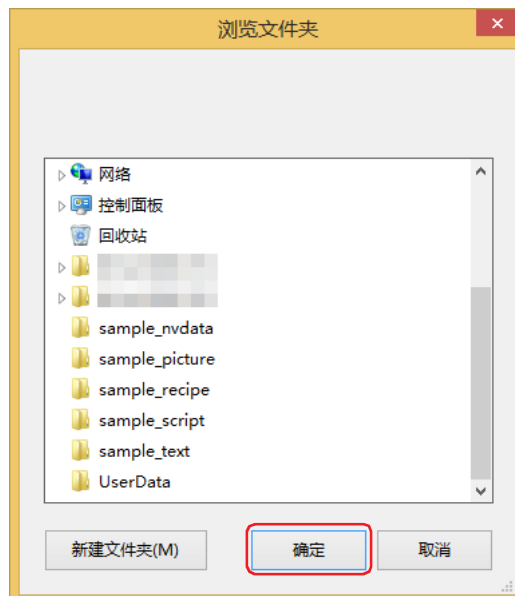 浏览文件夹
网络
控制面板
回收站
sample_nvdata
sample_picture
sample_recipe
sample_script
sample_text
UserData
新建文件夹(M)
确定
取消